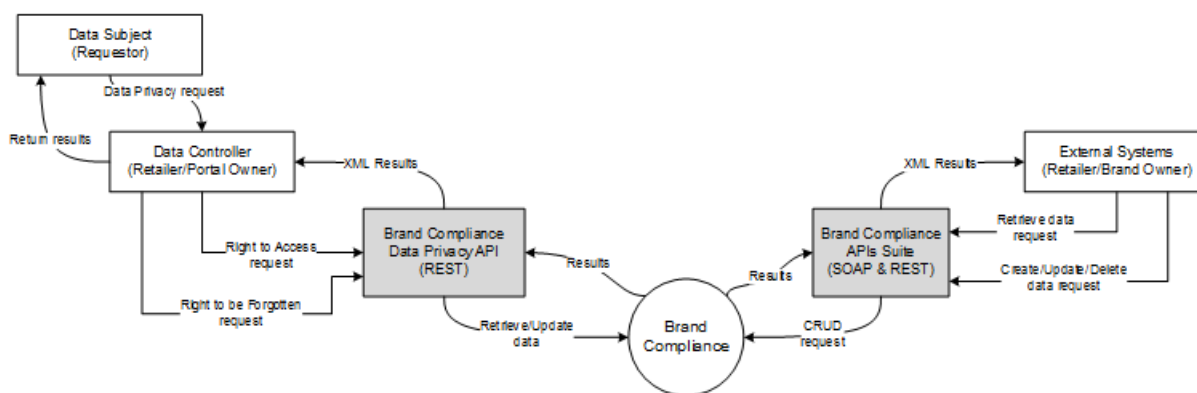 Data Subject
(Requestor)
Data Privacy request
Return results
Data Controller
(Retailer/Portal Owner)
XML Results
XML Results
External Systems
(Retailer/Brand Owner)
Brand Compliance
Data Privacy API
(REST)
Brand Compliance
APIs Suite
(SOAP & REST)
Retrieve data
request
Right to Access
request
Results
Results
Create/Update/Delete
data request
Right to be Forgotten
request
Retrieve/Update
data
Brand
Compliance
CRUD
request